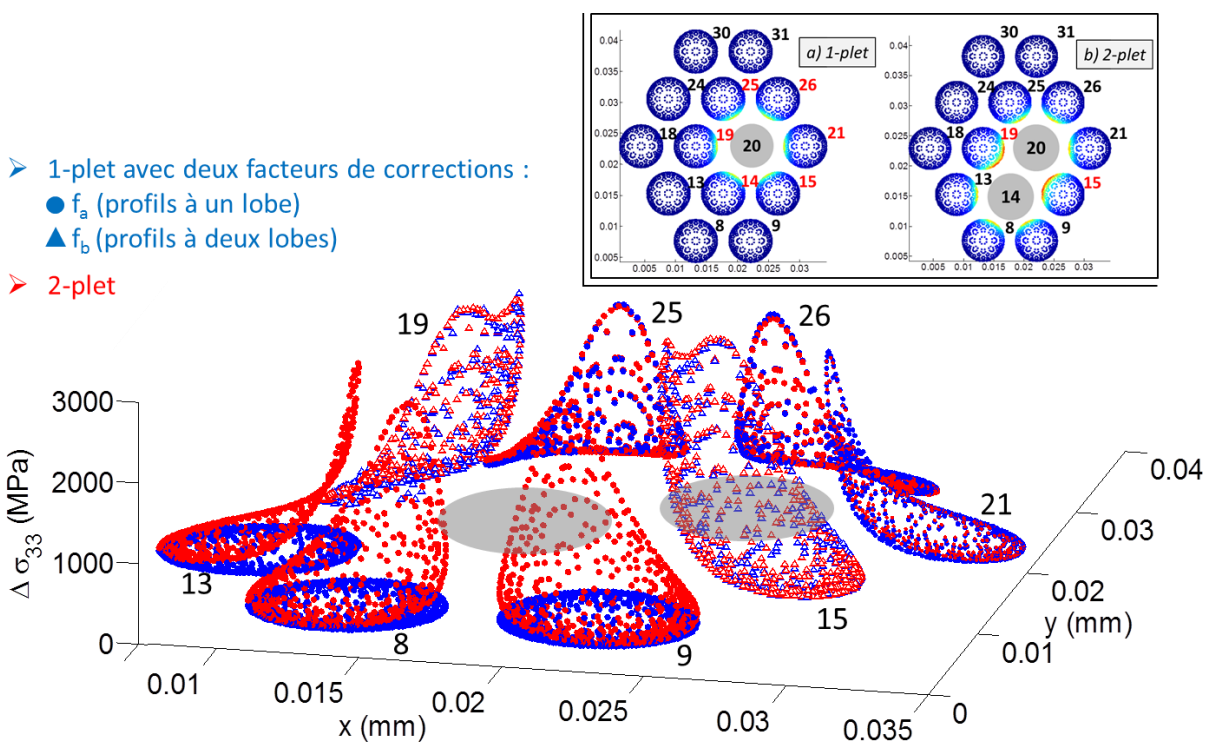 ➢ 1-plet avec deux facteurs de corrections :
● fa (profils à un lobe)
▲ fb (profils à deux lobes)
➢ 2-plet
a) 1-plet
30 31
24 25 26
18 19 20 21
13 14 15
8 9
0.04
0.035
0.03
0.025
0.02
0.015
0.01
0.005
0.005 0.01 0.015 0.02 0.025 0.03
b) 2-plet
30 31
24 25 26
18 19 20 21
13 14 15
8 9
0.04
0.035
0.03
0.025
0.02
0.015
0.01
0.005
0.005 0.01 0.015 0.02 0.025 0.03
19 25 26
13 8 9 15 21
3000
2000
1000
0
Δ σ33 (MPa)
0.01 0.015 0.02 0.025 0.03 0.035
x (mm)
0 0.01 0.02 0.03 0.04
y (mm)